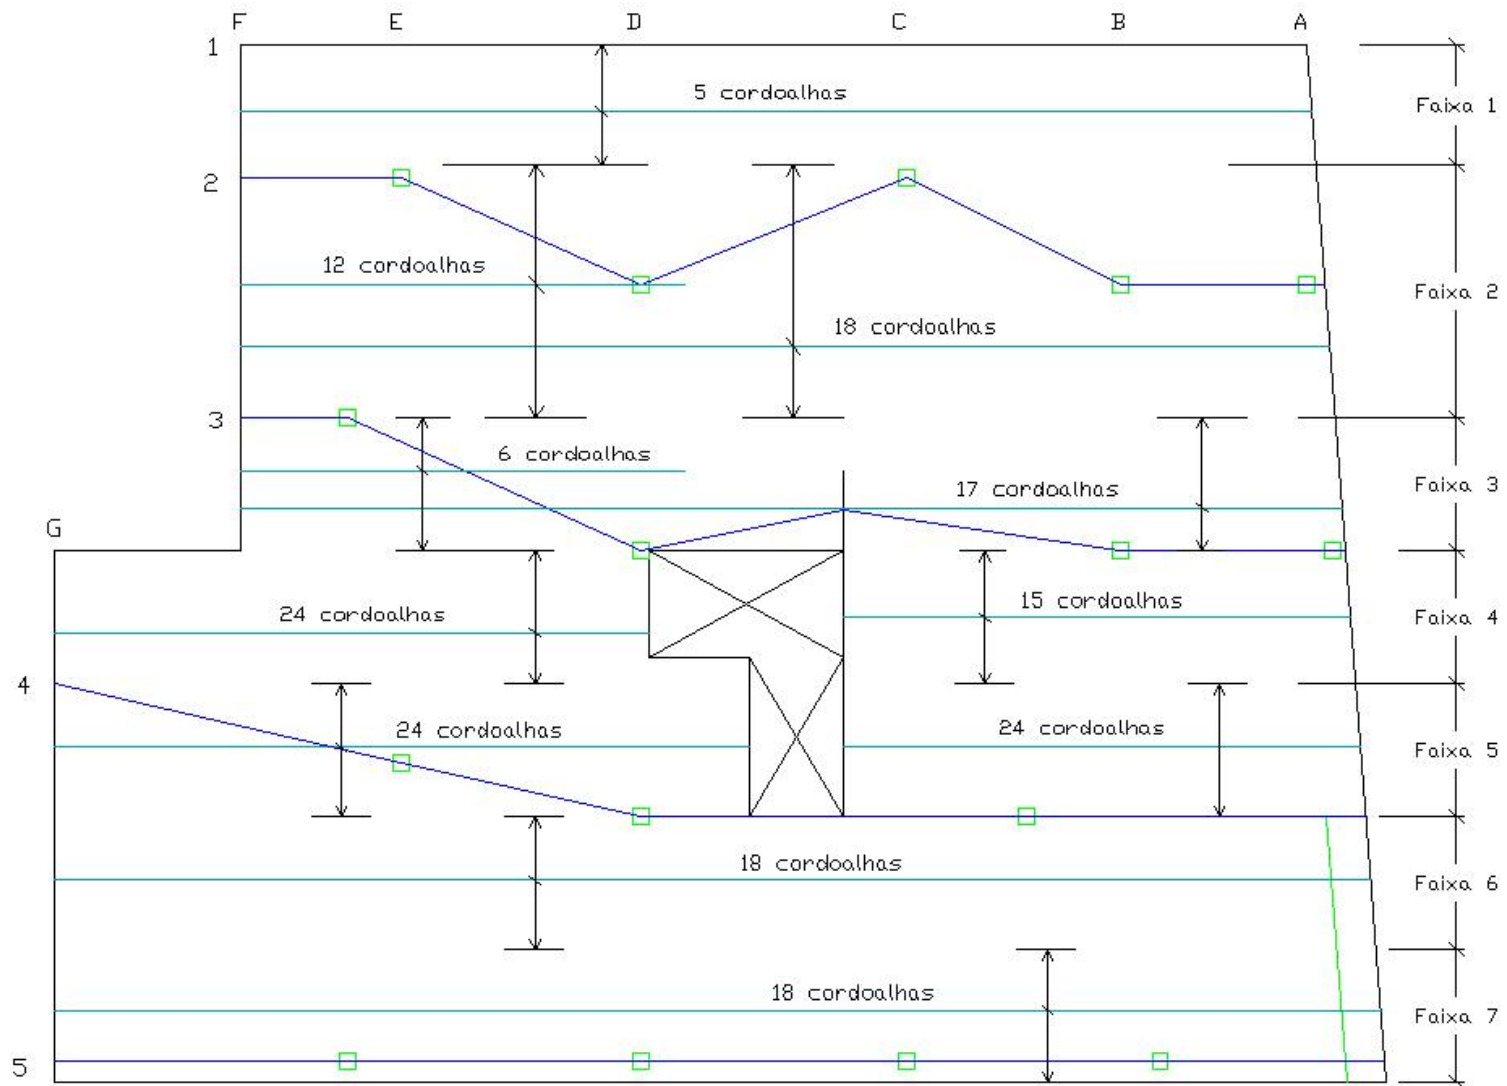 F E D C B A
1
5 cordoalhas
Faixa 1
2
12 cordoalhas
Faixa 2
18 cordoalhas
3
6 cordoalhas
17 cordoalhas
Faixa 3
G
24 cordoalhas
15 cordoalhas
Faixa 4
4
24 cordoalhas
24 cordoalhas
Faixa 5
18 cordoalhas
Faixa 6
18 cordoalhas
Faixa 7
5